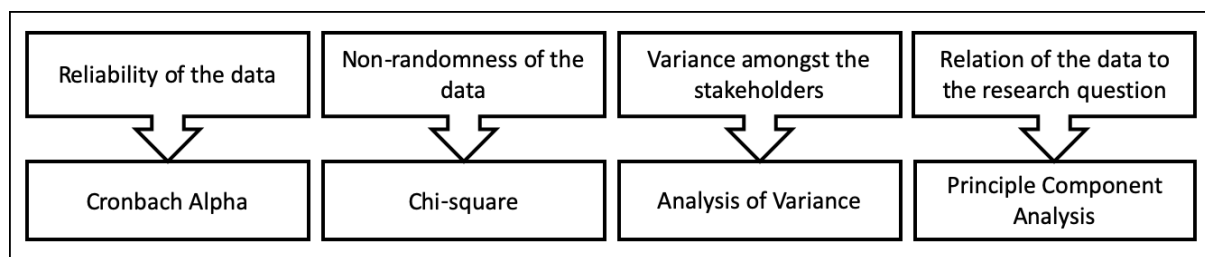 Reliability of the data
Non-randomness of the
data
Variance amongst the
stakeholders
Relation of the data to
the research question
Cronbach Alpha
Chi-square
Analysis of Variance
Principle Component
Analysis